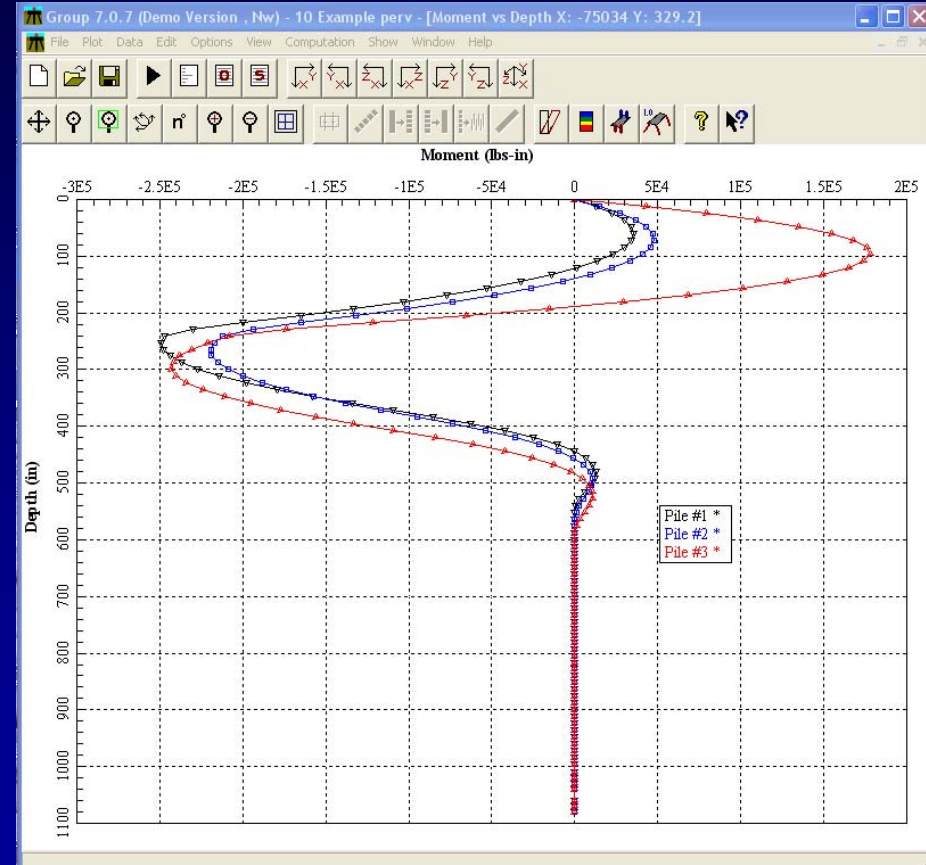 Group 7.0.7 (Demo Version , Nw) - 10 Example perv - [Moment vs Depth X: -75034 Y: 329.2]
File Plot Data Edit Options View Computation Show Window Help
Moment (lbs-in)
-3E5 -2.5E5 -2E5 -1.5E5 -1E5 -5E4 0 5E4 1E5 1.5E5 2E5
0
100
200
300
400
500
600
700
800
900
1000
1100
Depth (in)
Pile #1 *
Pile #2 *
Pile #3 *